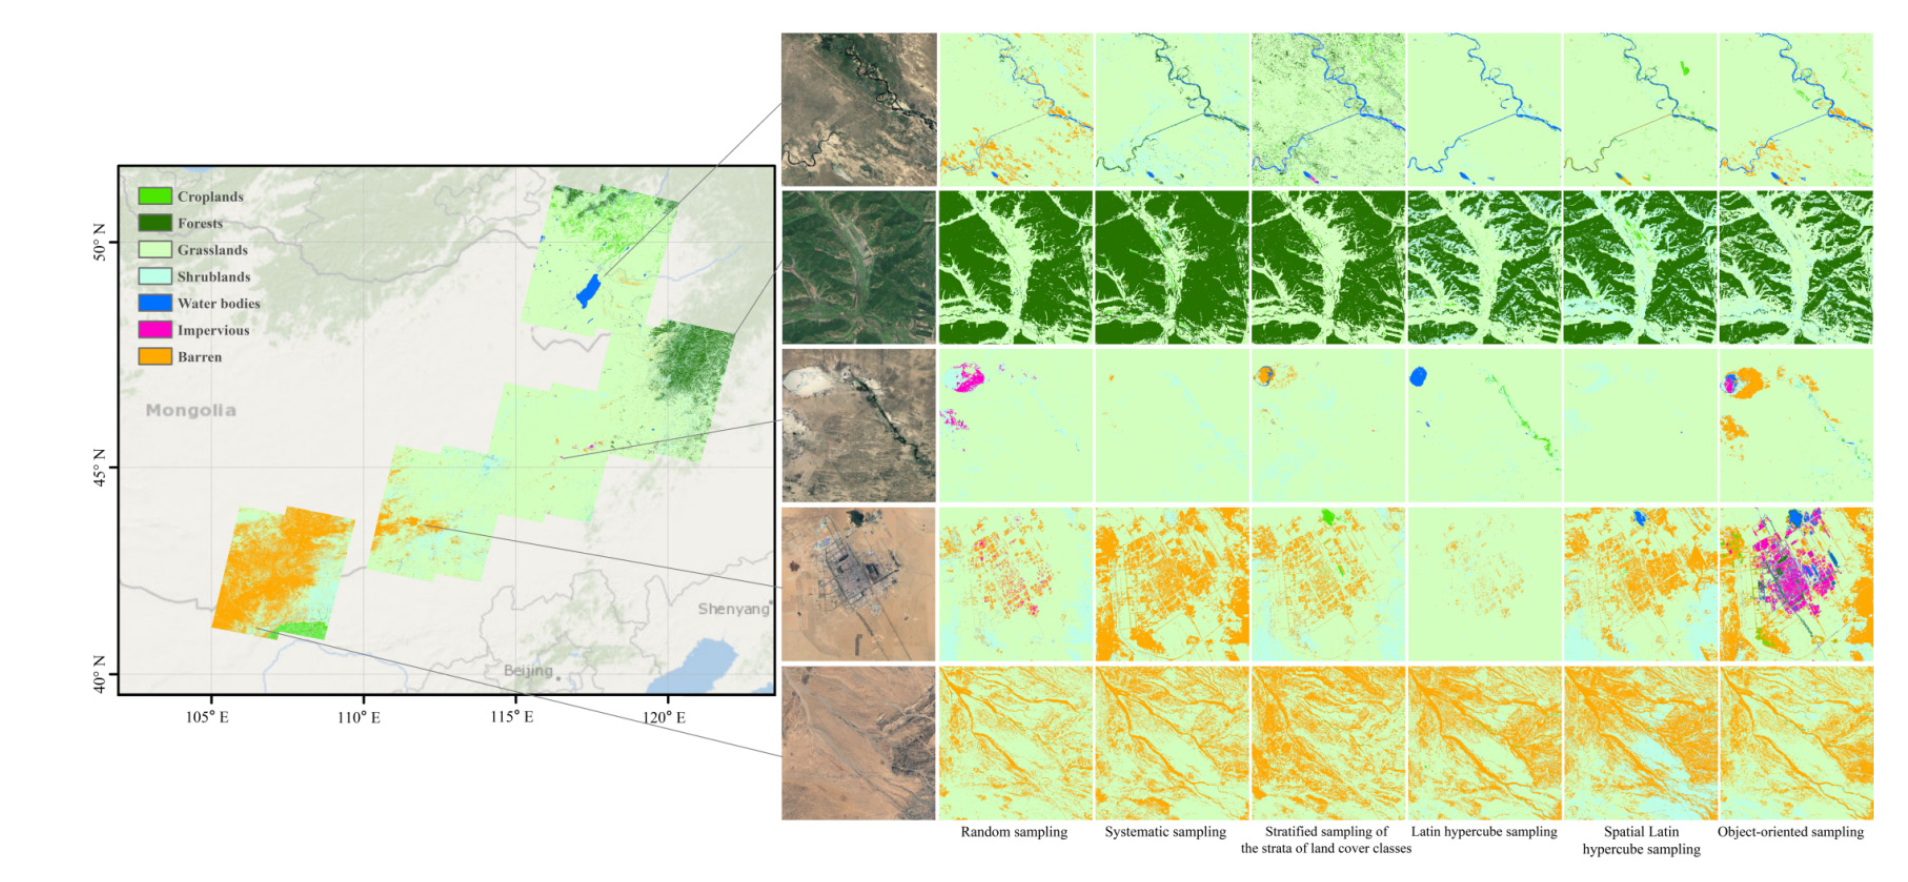 Croplands
Forests
Grasslands
Shrublands
Water bodies
Impervious
Barren
Mongolia
Shenyang
Beijing
50° N
45° N
40° N
105° E
110° E
115° E
120° E
Random sampling
Systematic sampling
Stratified sampling of
the strata of land cover classes
Latin hypercube sampling
Spatial Latin
hypercube sampling
Object-oriented sampling